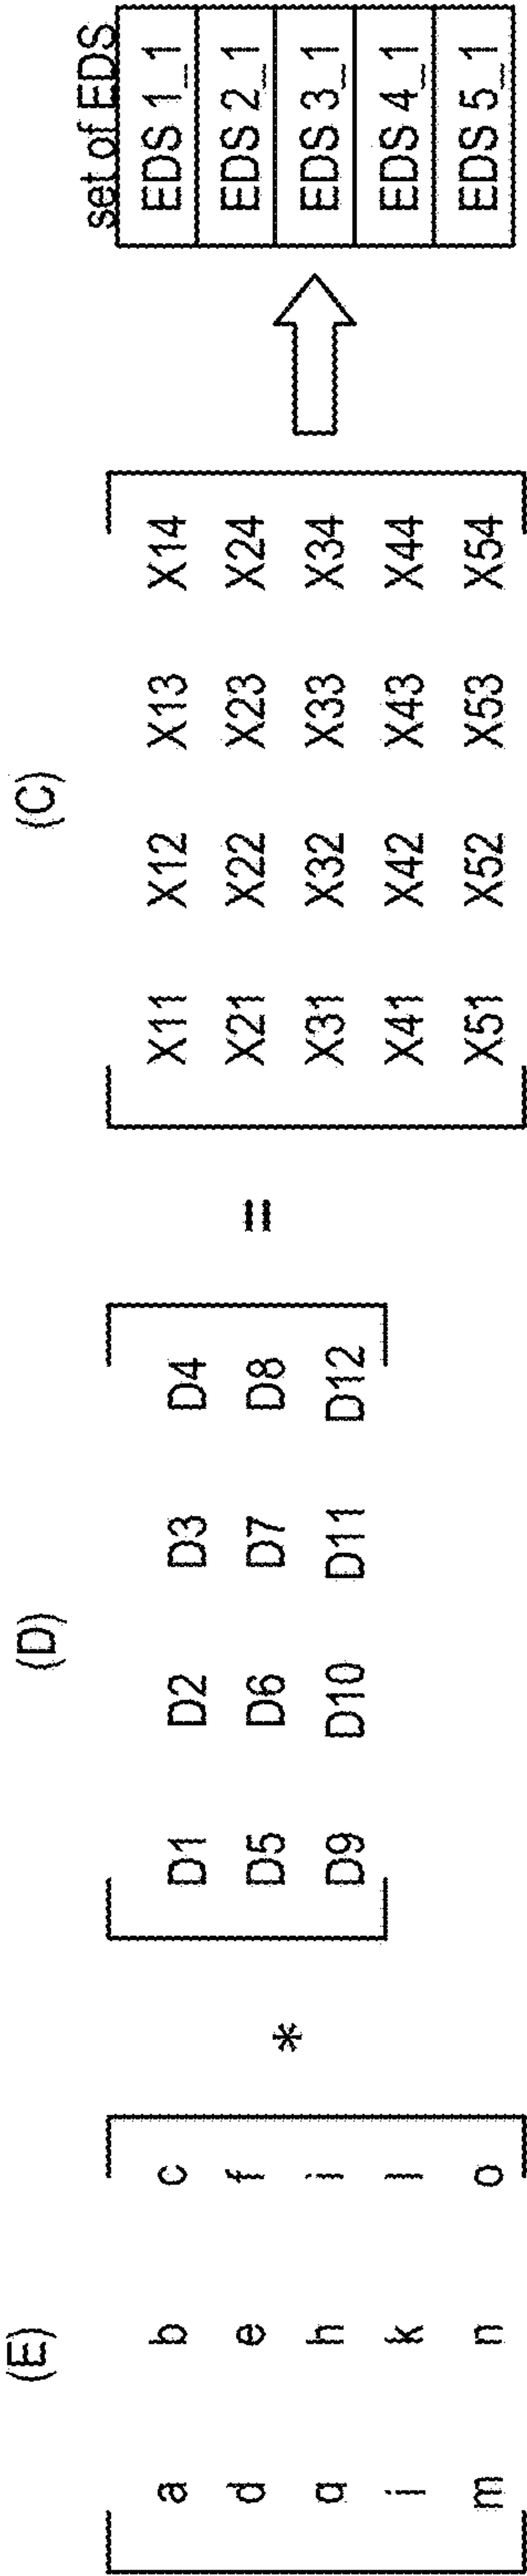 (E) (D) (C) set of EDS
a b c D1 D2 D3 D4 X11 X12 X13 X14 EDS 1_1
d e f * D5 D6 D7 D8 = X21 X22 X23 X24 EDS 2_1
g h i D9 D10 D11 D12 X31 X32 X33 X34 EDS 3_1
j k l X41 X42 X43 X44 EDS 4_1
m n o X51 X52 X53 X54 EDS 5_1